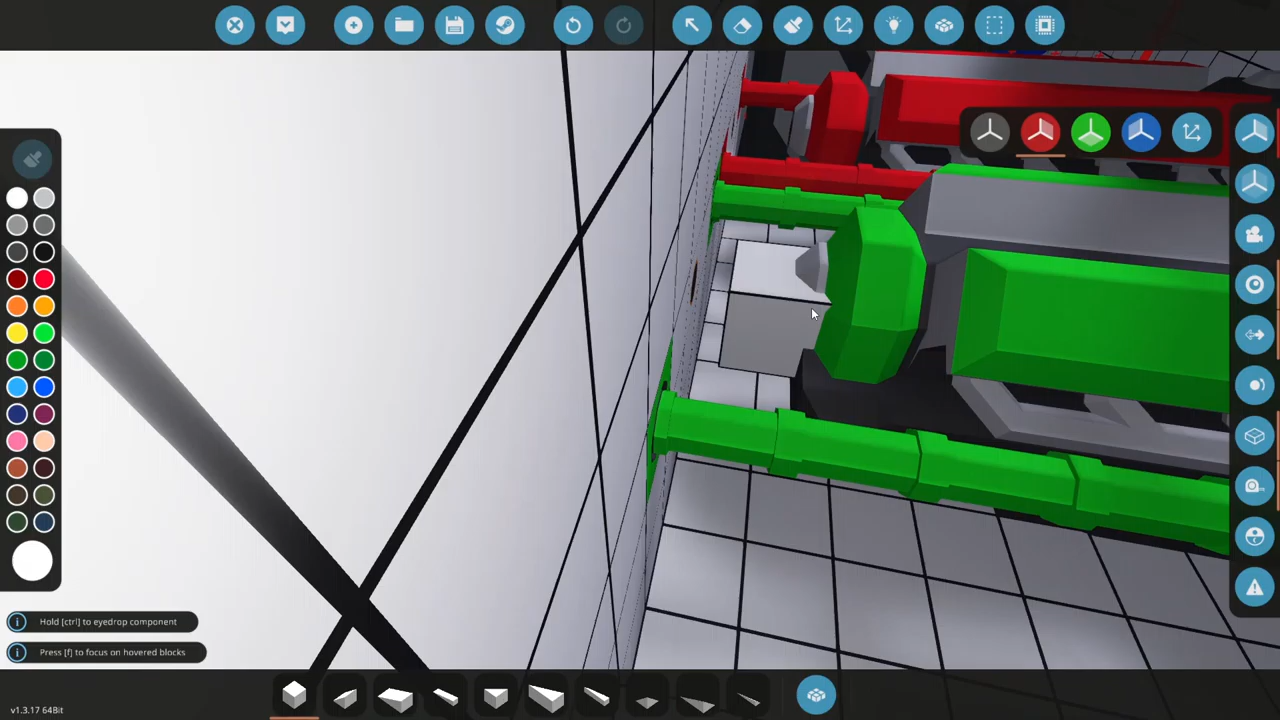 Hold [ctrl] to eyedrop component
Press [f] to focus on hovered blocks
v1.3.17 64Bit